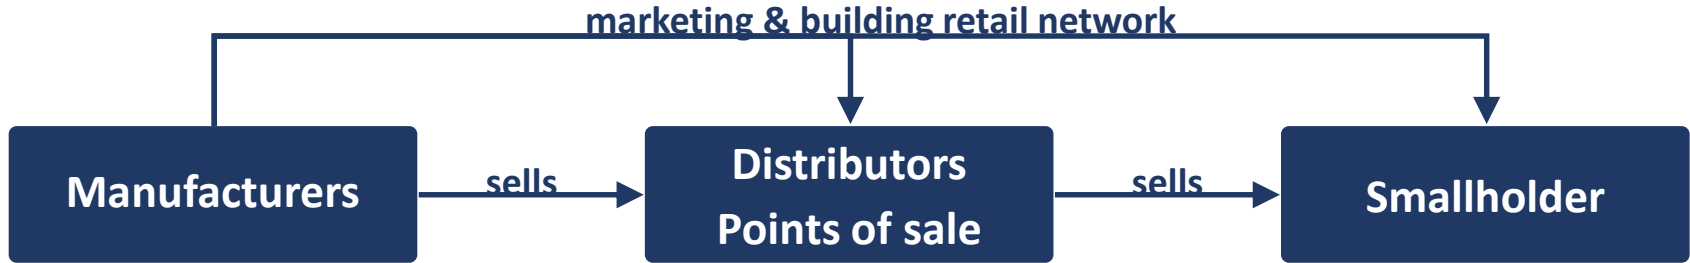 marketing & building retail network
Manufacturers
sells
Distributors
Points of sale
sells
Smallholder